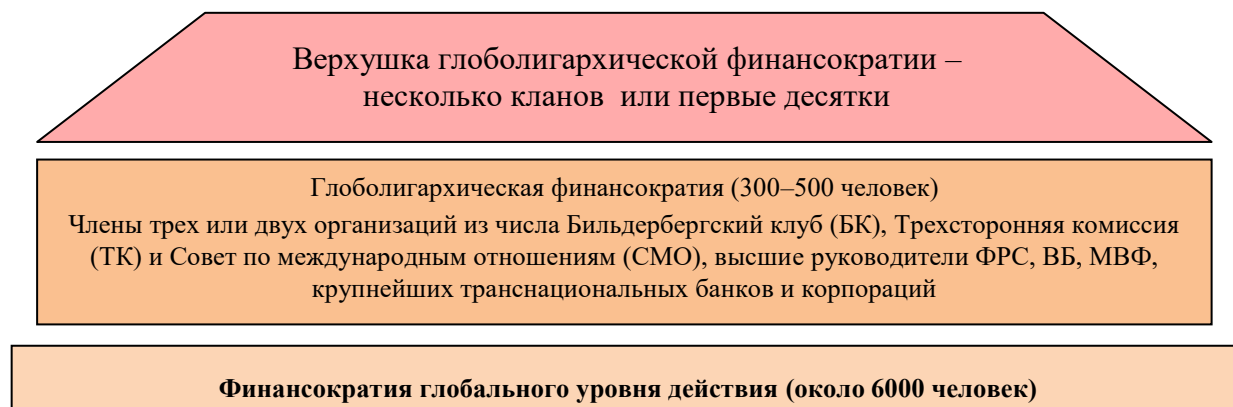 Верхушка глоболигархической финансократии –
несколько кланов или первые десятки
Глоболигархическая финансократия (300–500 человек)
Члены трех или двух организаций из числа Бильдербергский клуб (БК), Трехсторонняя комиссия
(ТК) и Совет по международным отношениям (СМО), высшие руководители ФРС, ВБ, МВФ,
крупнейших транснациональных банков и корпораций
Финансократия глобального уровня действия (около 6000 человек)